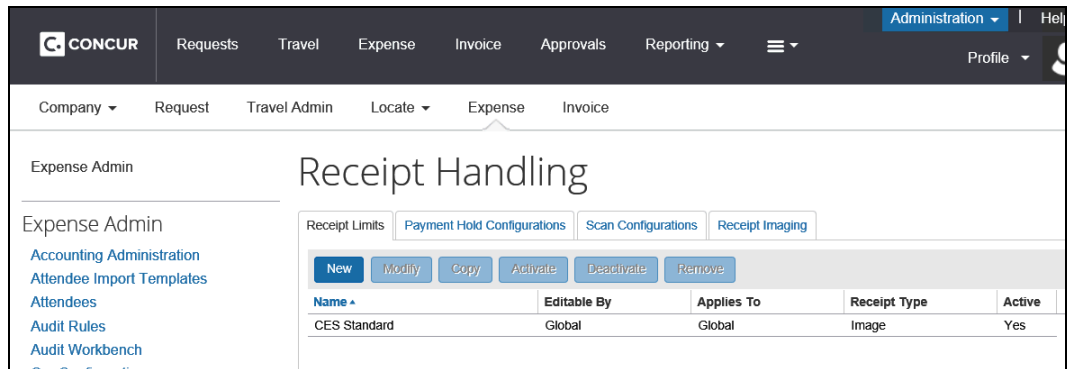 Administration
Hel
C. CONCUR Requests Travel Expense Invoice Approvals Reporting
Profile
Company Request Travel Admin Locate Expense Invoice
Expense Admin
Receipt Handling
Expense Admin
Receipt Limits Payment Hold Configurations Scan Configurations Receipt Imaging
Accounting Administration
Attendee Import Templates
Attendees
Audit Rules
Audit Workbench
New Modify Copy Activate Deactivate Remove
Name Editable By Applies To Receipt Type Active
CES Standard Global Global Image Yes